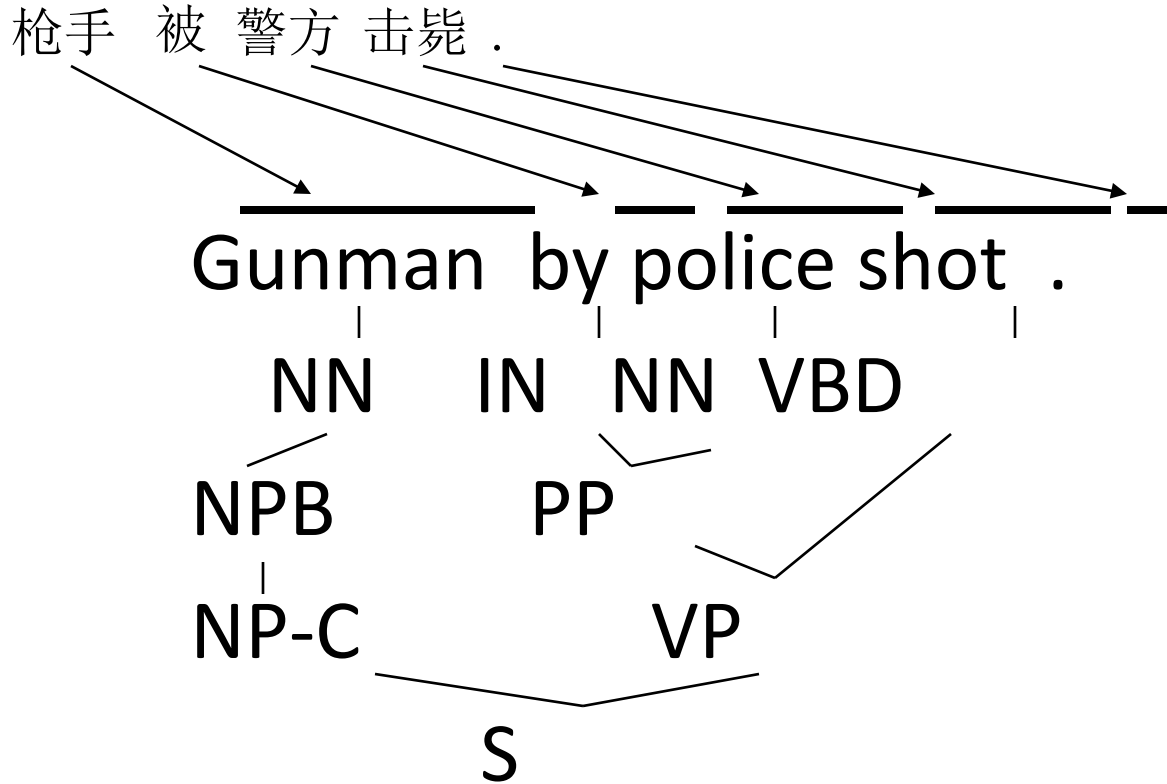 枪手 被 警方 击毙 .
Gunman by police shot .
NN IN NN VBD
NPB PP
NP-C VP
S